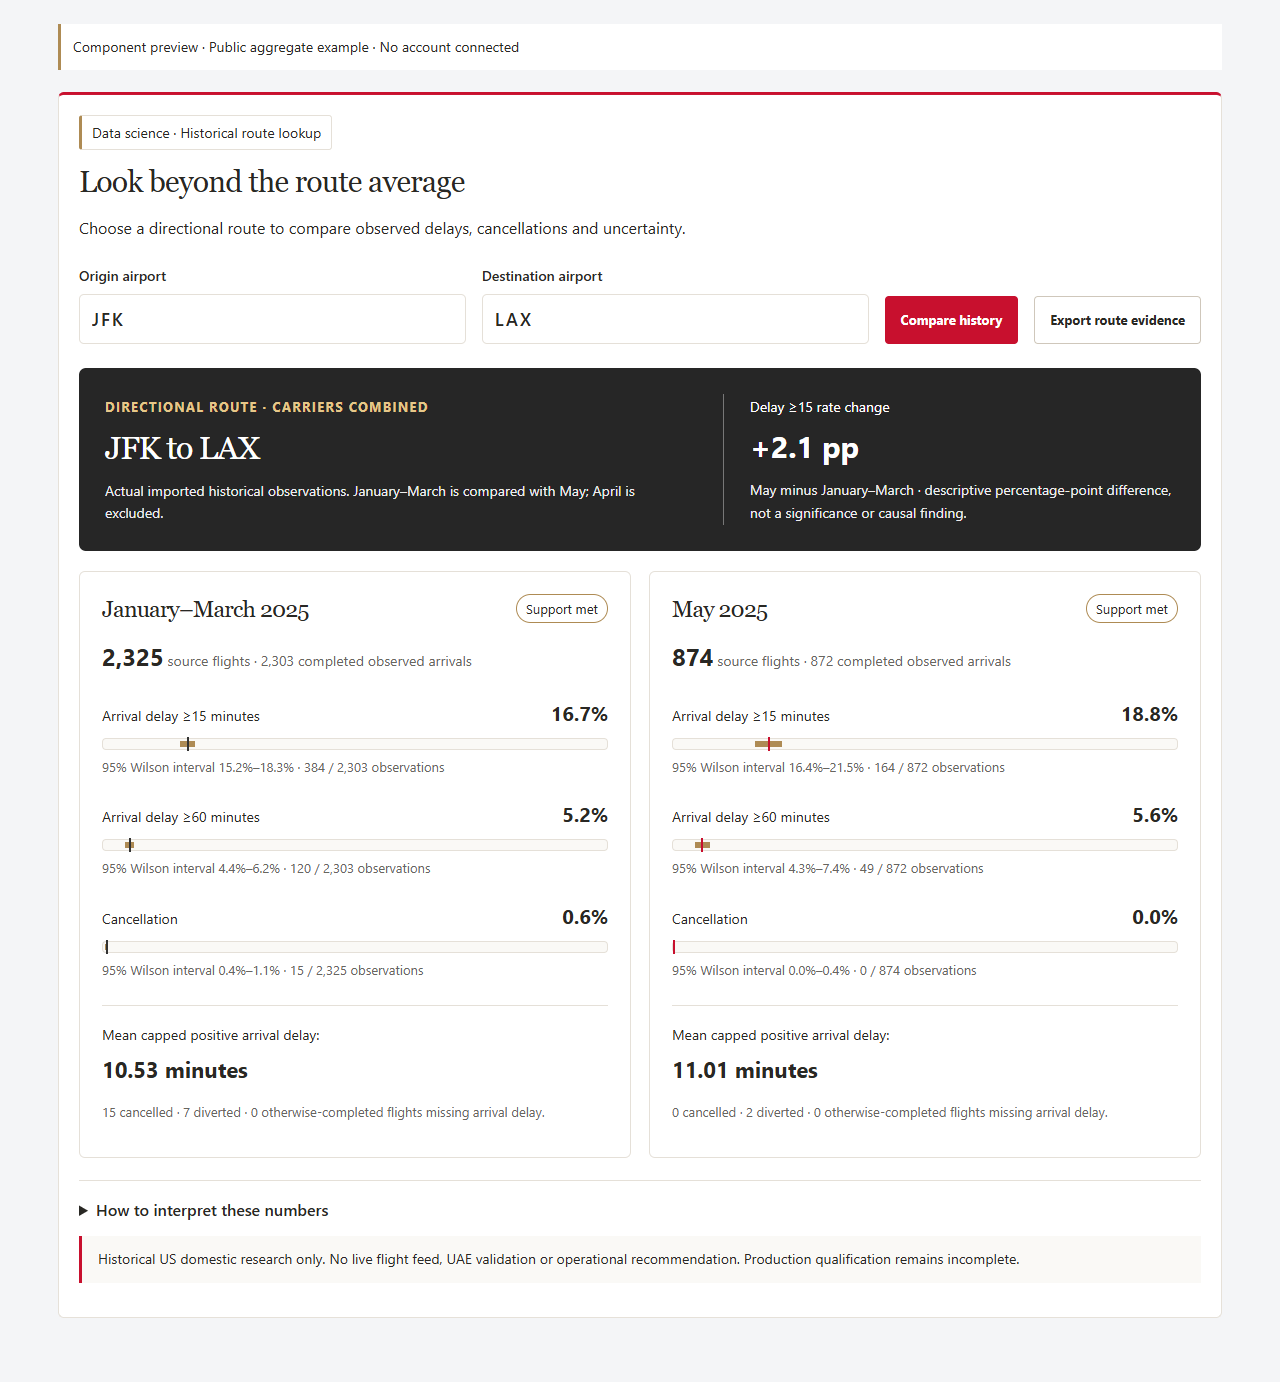 Component preview · Public aggregate example · No account connected
Data science · Historical route lookup
Look beyond the route average
Choose a directional route to compare observed delays, cancellations and uncertainty.
Origin airport
JFK
Destination airport
LAX
Compare history
Export route evidence
DIRECTIONAL ROUTE · CARRIERS COMBINED
JFK to LAX
Actual imported historical observations. January–March is compared with May; April is
excluded.
Delay ≥15 rate change
+2.1 pp
May minus January–March · descriptive percentage-point difference,
not a significance or causal finding.
January–March 2025
Support met
2,325 source flights · 2,303 completed observed arrivals
Arrival delay ≥15 minutes
16.7%
95% Wilson interval 15.2%–18.3% · 384 / 2,303 observations
Arrival delay ≥60 minutes
5.2%
95% Wilson interval 4.4%–6.2% · 120 / 2,303 observations
Cancellation
0.6%
95% Wilson interval 0.4%–1.1% · 15 / 2,325 observations
Mean capped positive arrival delay:
10.53 minutes
15 cancelled · 7 diverted · 0 otherwise-completed flights missing arrival delay.
May 2025
Support met
874 source flights · 872 completed observed arrivals
Arrival delay ≥15 minutes
18.8%
95% Wilson interval 16.4%–21.5% · 164 / 872 observations
Arrival delay ≥60 minutes
5.6%
95% Wilson interval 4.3%–7.4% · 49 / 872 observations
Cancellation
0.0%
95% Wilson interval 0.0%–0.4% · 0 / 874 observations
Mean capped positive arrival delay:
11.01 minutes
0 cancelled · 2 diverted · 0 otherwise-completed flights missing arrival delay.
How to interpret these numbers
Historical US domestic research only. No live flight feed, UAE validation or operational recommendation. Production qualification remains incomplete.